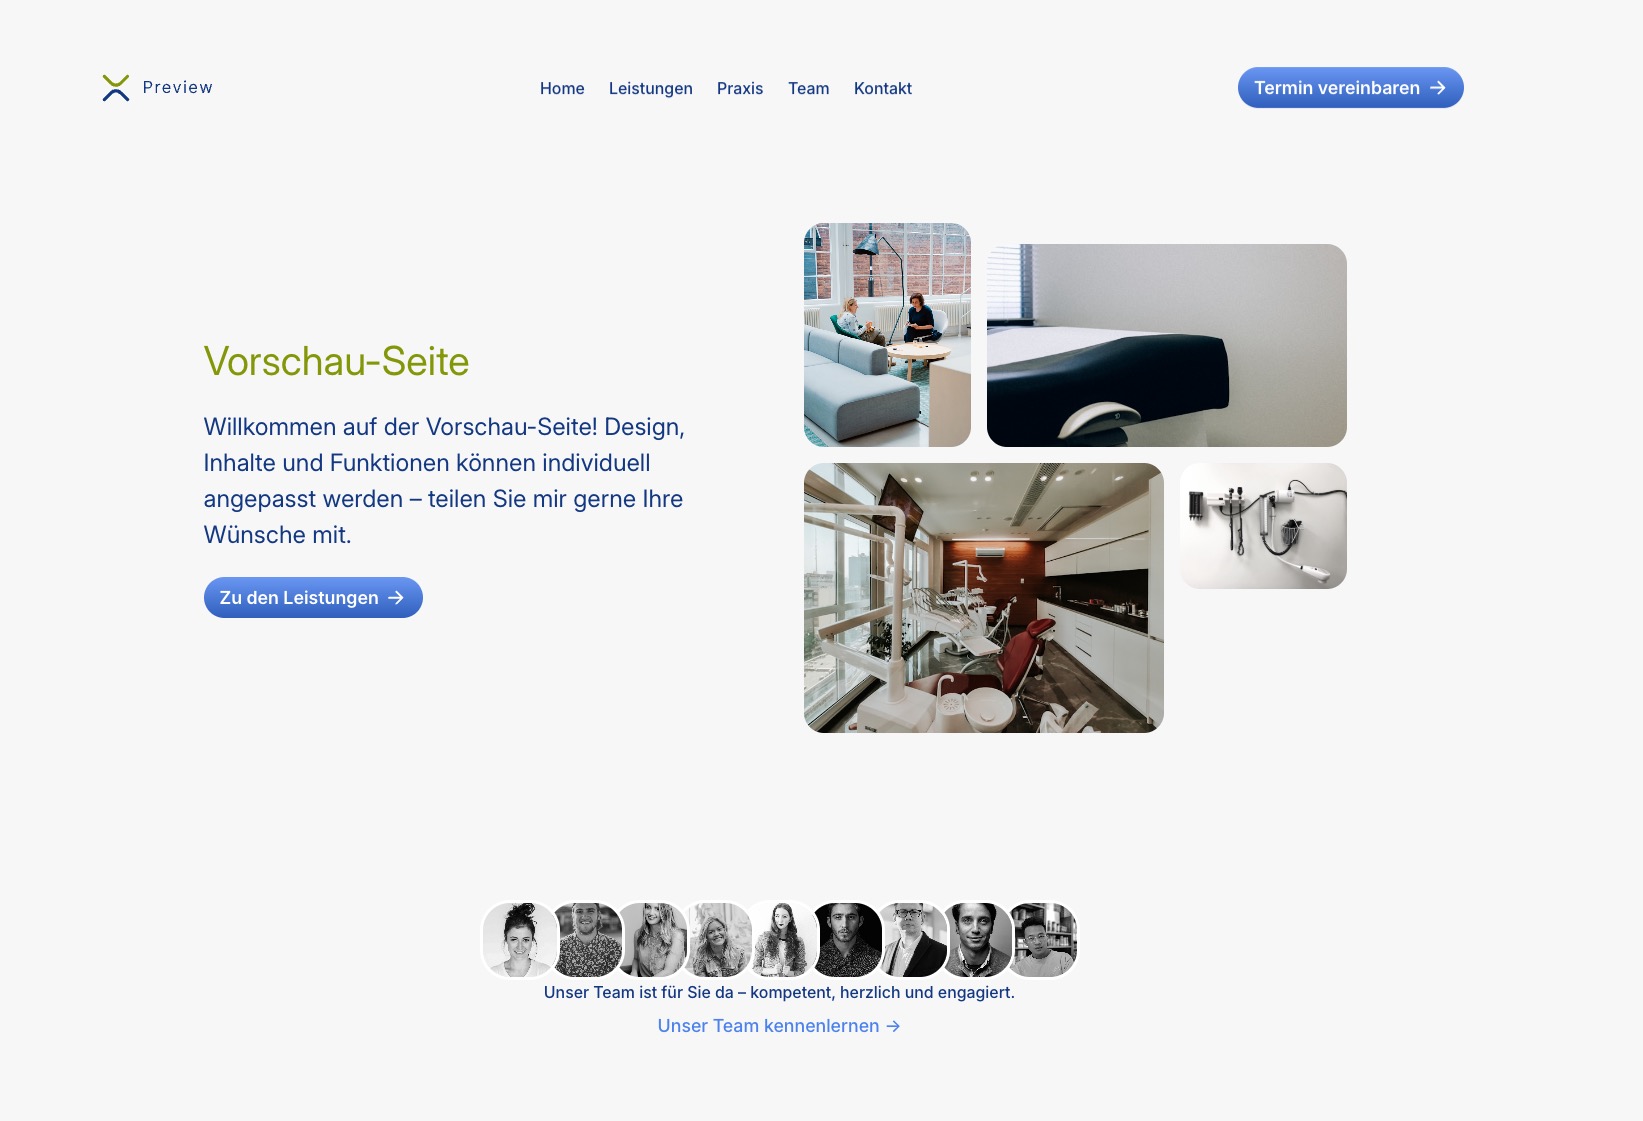 Preview
Home
Leistungen
Praxis
Team
Kontakt
Termin vereinbaren →
Vorschau-Seite
Willkommen auf der Vorschau-Seite! Design,
Inhalte und Funktionen können individuell
angepasst werden – teilen Sie mir gerne Ihre
Wünsche mit.
Zu den Leistungen →
Unser Team ist für Sie da – kompetent, herzlich und engagiert.
Unser Team kennenlernen →